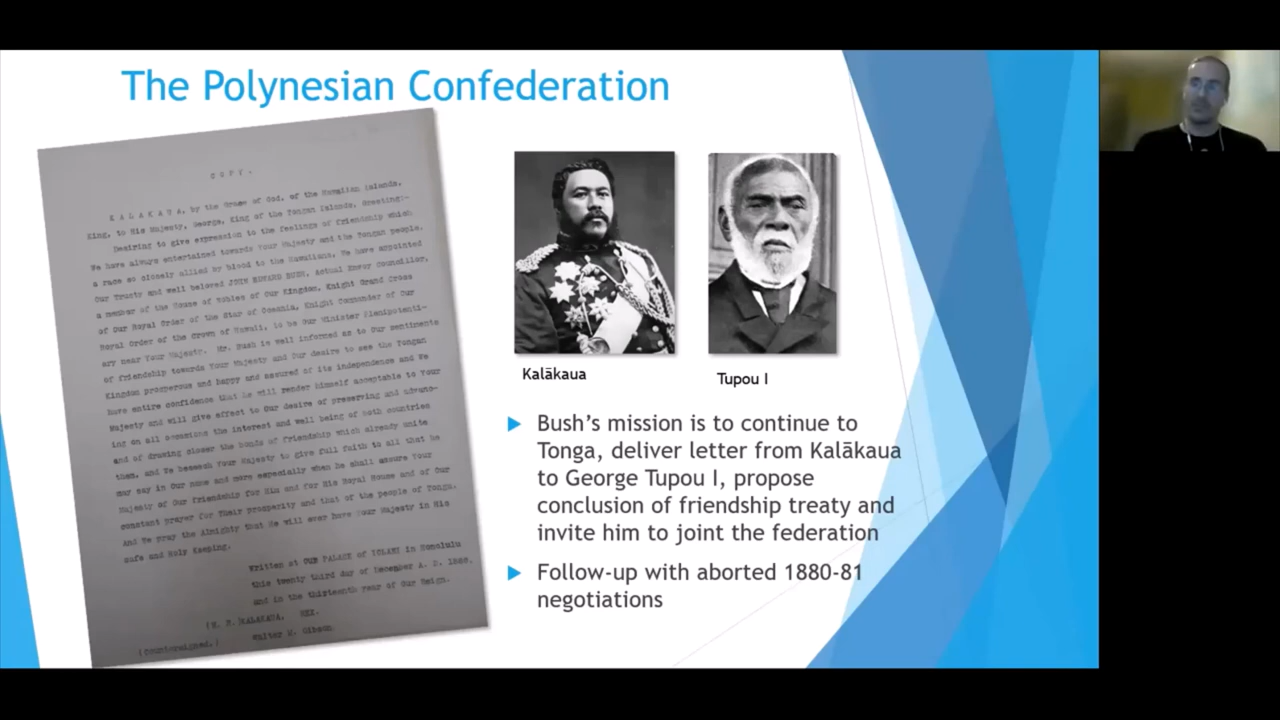 The Polynesian Confederation
COPY.
KALAKAUA, by the Grace of God, of the Hawaiian Islands,
King, to His Majesty, George, King of the Tongan Islands, Greeting:-
Desiring to give expression to the feelings of friendship which
We have always entertained towards Your Majesty and the Tongan people,
a race so closely allied by blood to the Hawaiians, We have appointed
Our Trusty and well beloved JOHN EDWARD BUSH, Actual Privy Councillor,
a member of the House of Nobles of Our Kingdom, Knight Grand Cross
of Our Royal Order of the Star of Oceania, Knight Commander of Our
Royal Order of the Crown of Hawaii, to be Our Minister Plenipotenti-
ary near Your Majesty. Mr. Bush is well informed as to Our sentiments
of friendship towards Your Majesty and Our desire to see the Tongan
Kingdom prosperous and happy and assured of its independence and We
have entire confidence that he will render himself acceptable to Your
Majesty and will give effect to Our desire of preserving and advanc-
ing on all occasions the interest and well being of both countries
and of drawing closer the bonds of friendship which already unite
them, and We beseech Your Majesty to give full faith to all that he
may say in Our name and more especially when he shall assure Your
Majesty of Our friendship for Him and for His Royal House and of Our
constant prayer for Their prosperity and that of the people of Tonga.
And We pray the Almighty that He will ever have Your Majesty in His
safe and Holy Keeping.
Written at OUR PALACE of IOLANI in Honolulu
this twenty third day of December A. D.
and in the thirteenth year of Our Reign.
KALAKAUA, REX.
(countersigned.) Walter M. Gibson
Kalākaua
Tupou I
Bush’s mission is to continue to
Tonga, deliver letter from Kalākaua
to George Tupou I, propose
conclusion of friendship treaty and
invite him to joint the federation
Follow-up with aborted 1880-81
negotiations